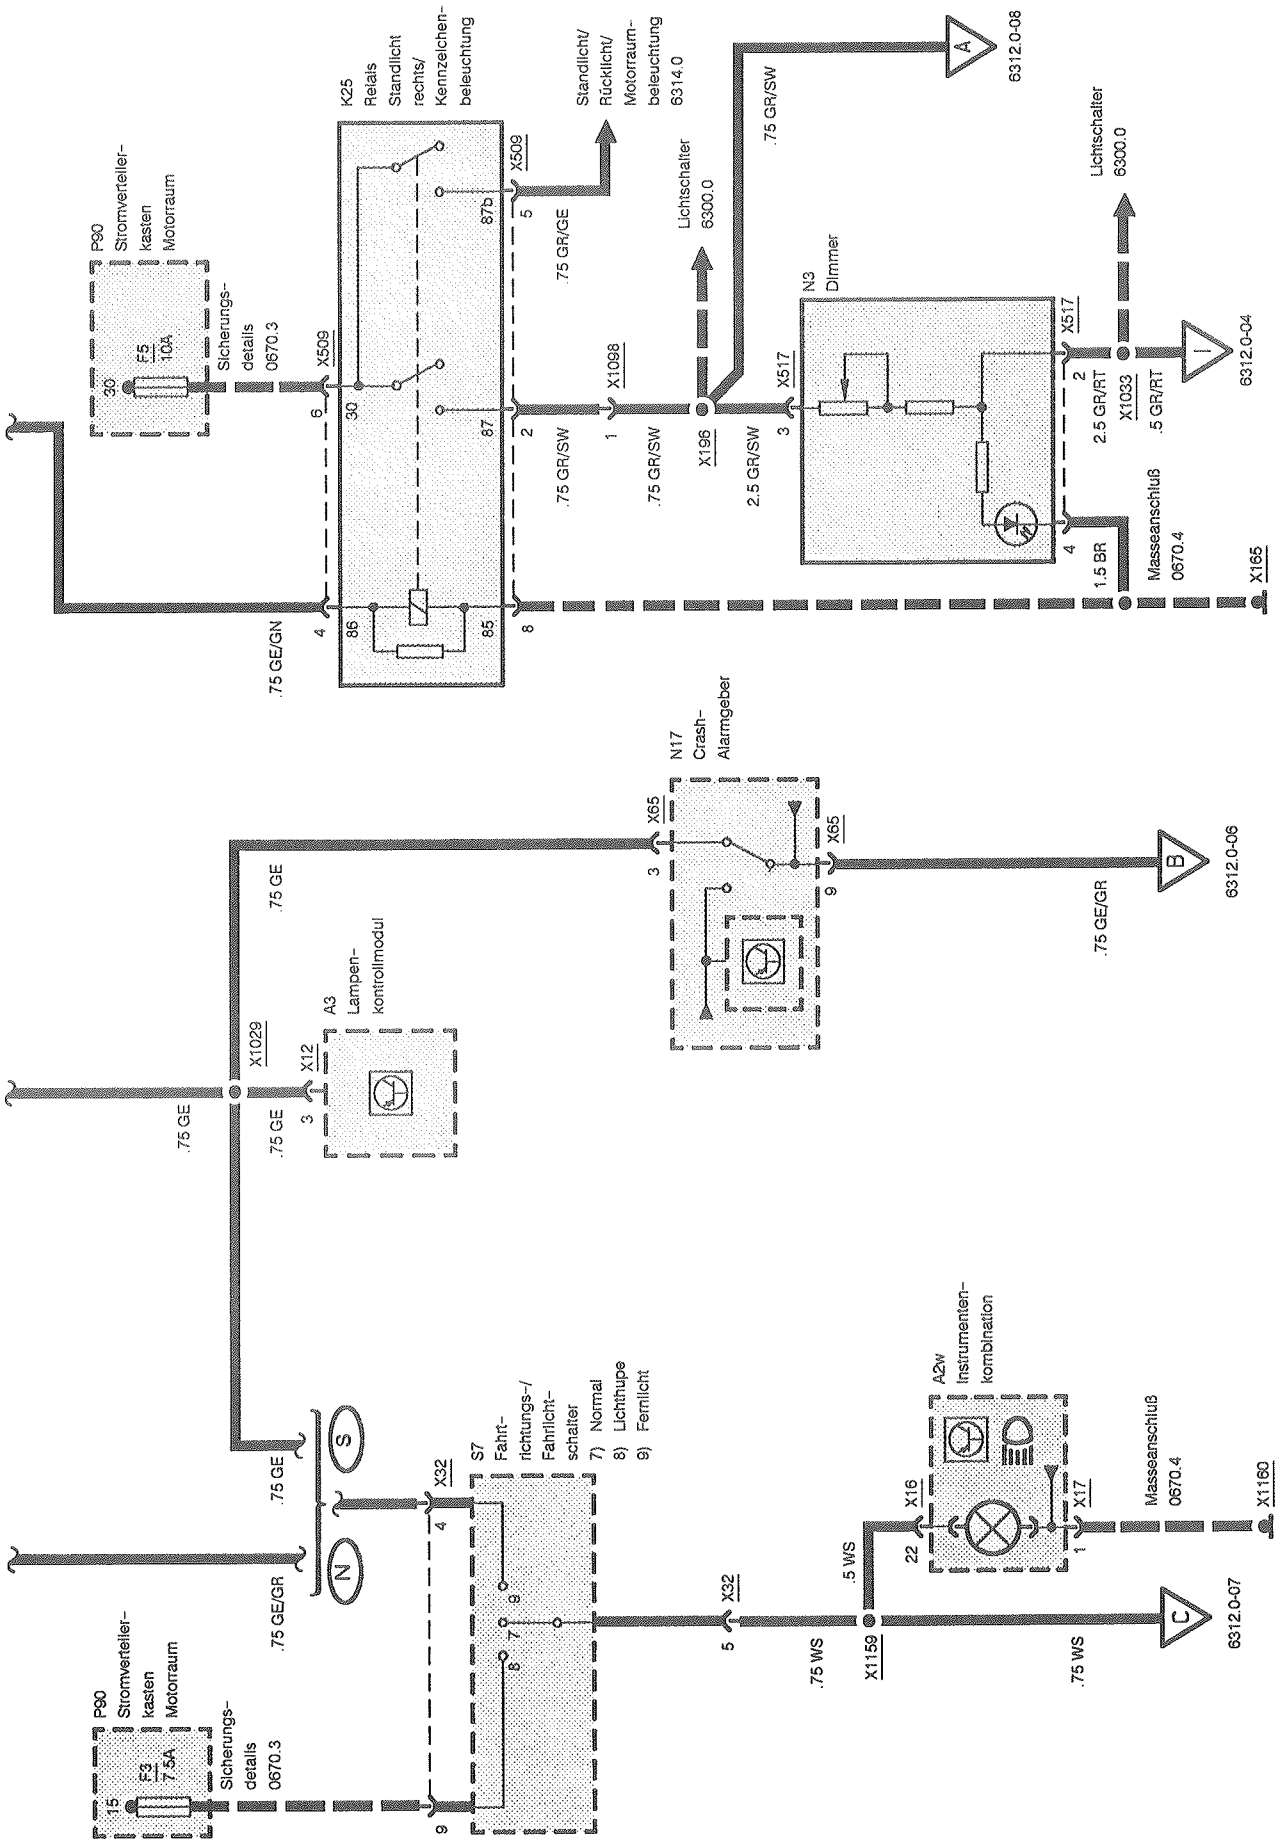 P90
Stromverteiler-
kasten
Motorraum
15
F3
7.5A
Sicherungs-
details
0670.3
9
.75 GE/GR
N
S
.75 GE
4
X32
S7
Fahrt-
richtungs-/
Fahrlicht-
schalter
7) Normal
8) Lichthupe
9) Fernlicht
8
7
9
5
X32
.75 WS
X1159
.75 WS
C
6312.0-07
.5 WS
22
X16
A2w
Instrumenten-
kombination
1
X17
Masseanschluß
0670.4
X1160
.75 GE
X1029
.75 GE
3
X12
A3
Lampen-
kontrollmodul
.75 GE
3
X65
N17
Crash-
Alarmgeber
9
X65
.75 GE/GR
B
6312.0-06
.75 GE/GN
4
P90
Stromverteiler-
kasten
Motorraum
30
F5
10A
Sicherungs-
details
0670.3
6
X509
K25
Relais
Standlicht
rechts/
Kennzeichen-
beleuchtung
86
30
85
87
87b
8
2
5
X509
.75 GR/SW
.75 GR/GE
Standlicht/
Rücklicht/
Motorraum-
beleuchtung
6314.0
1
X1098
.75 GR/SW
X196
Lichtschalter
6300.0
.75 GR/SW
A
6312.0-08
2.5 GR/SW
3
X517
N3
Dimmer
4
2
X517
1.5 BR
2.5 GR/RT
X1033
.5 GR/RT
Lichtschalter
6300.0
I
6312.0-04
Masseanschluß
0670.4
X165